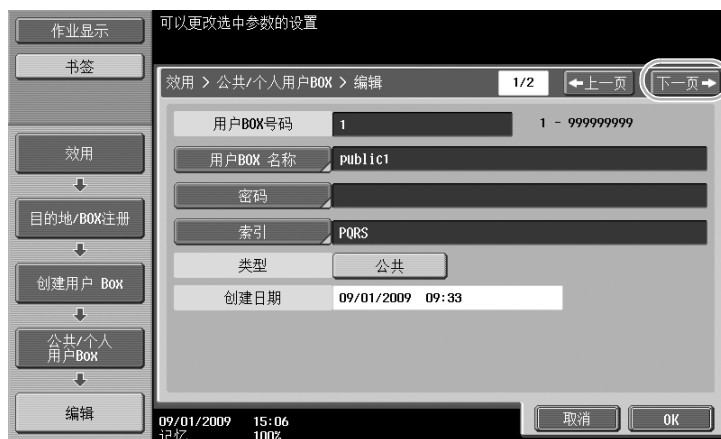 作业显示
可以更改选中参数的设置
书签
效用 > 公共/个人用户BOX > 编辑
1/2
上一页
下一页
用户BOX号码
1
1 - 999999999
用户BOX 名称
public1
密码
索引
PQRS
类型
公共
创建日期
09/01/2009 09:33
效用
目的地/BOX注册
创建用户 Box
公共/个人
用户Box
编辑
取消
OK
09/01/2009 15:06
记忆 100%